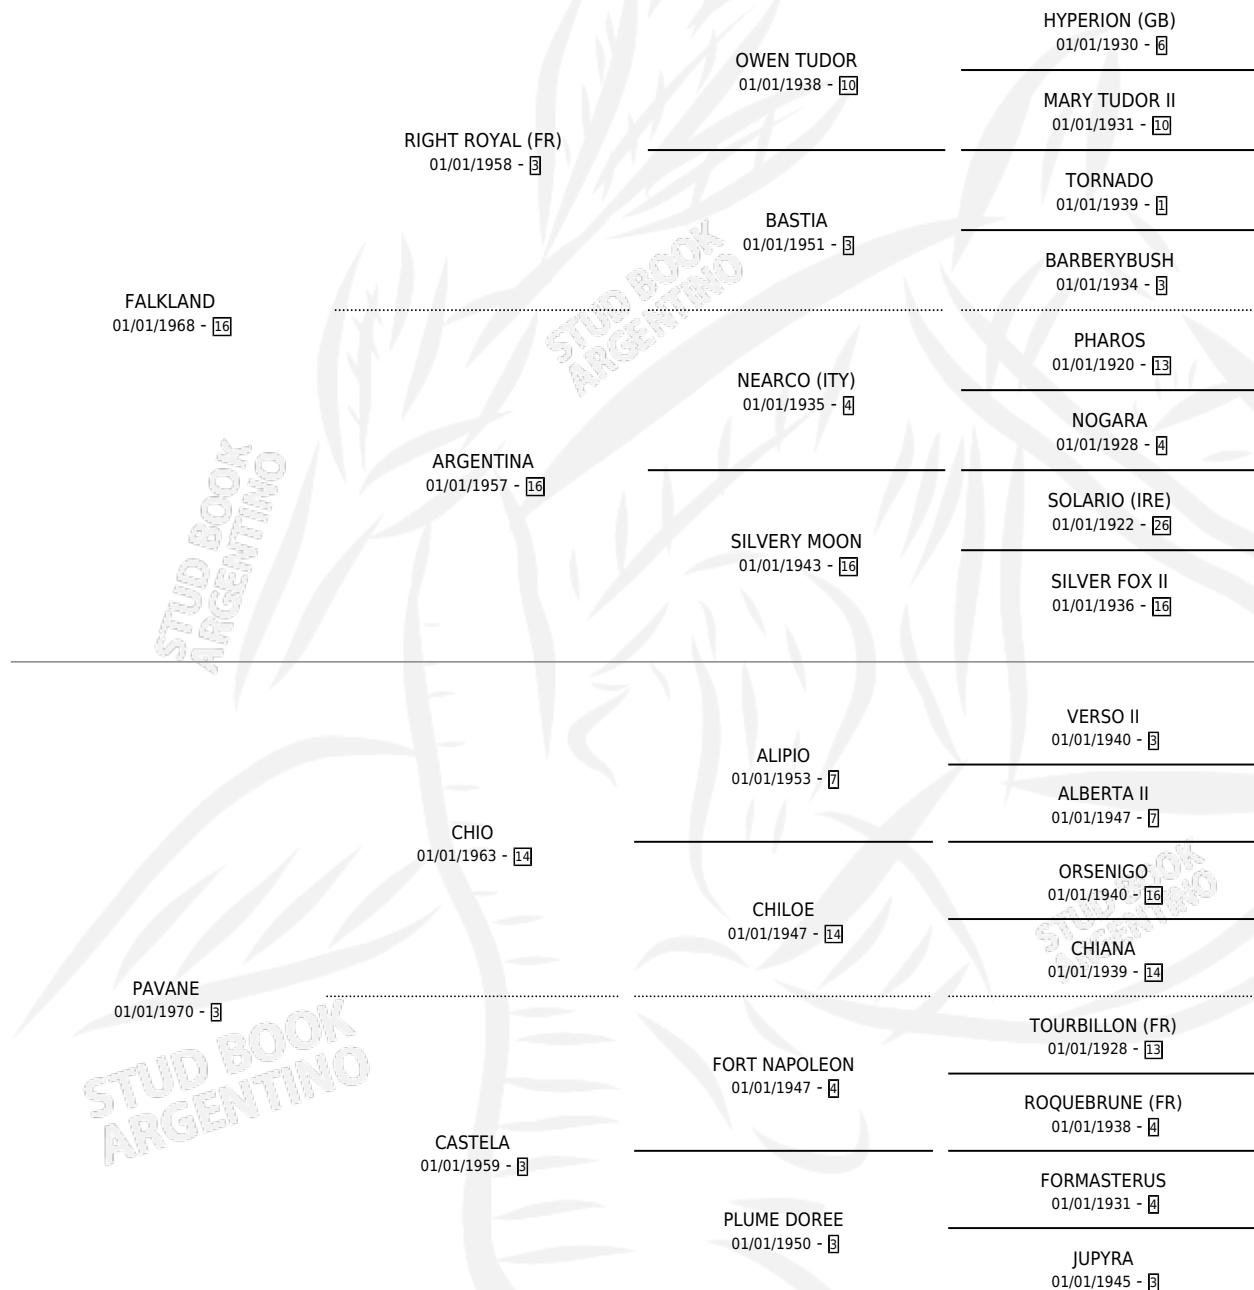 FALKLAND
01/01/1968 - 16
RIGHT ROYAL (FR)
01/01/1958 - 3
ARGENTINA
01/01/1957 - 16
OWEN TUDOR
01/01/1938 - 10
BASTIA
01/01/1951 - 3
NEARCO (ITY)
01/01/1935 - 4
SILVERY MOON
01/01/1943 - 16
HYPERION (GB)
01/01/1930 - 6
MARY TUDOR II
01/01/1931 - 10
TORNADO
01/01/1939 - 1
BARBERYBUSH
01/01/1934 - 3
PHAROS
01/01/1920 - 13
NOGARA
01/01/1928 - 4
SOLARIO (IRE)
01/01/1922 - 26
SILVER FOX II
01/01/1936 - 16
PAVANE
01/01/1970 - 3
CHIO
01/01/1963 - 14
CASTELA
01/01/1959 - 3
ALIPIO
01/01/1953 - 7
CHILOE
01/01/1947 - 14
FORT NAPOLEON
01/01/1947 - 4
PLUME DOREE
01/01/1950 - 3
VERSO II
01/01/1940 - 3
ALBERTA II
01/01/1947 - 7
ORSENIGO
01/01/1940 - 16
CHIANA
01/01/1939 - 14
TOURBILLON (FR)
01/01/1928 - 13
ROQUEBRUNE (FR)
01/01/1938 - 4
FORMASTERUS
01/01/1931 - 4
JUPYRA
01/01/1945 - 3
STUD BOOK
ARGENTINO
STUD BOOK
ARGENTINO
STUD BOOK
ARGENTINO
STUD BOOK
ARGENTINO